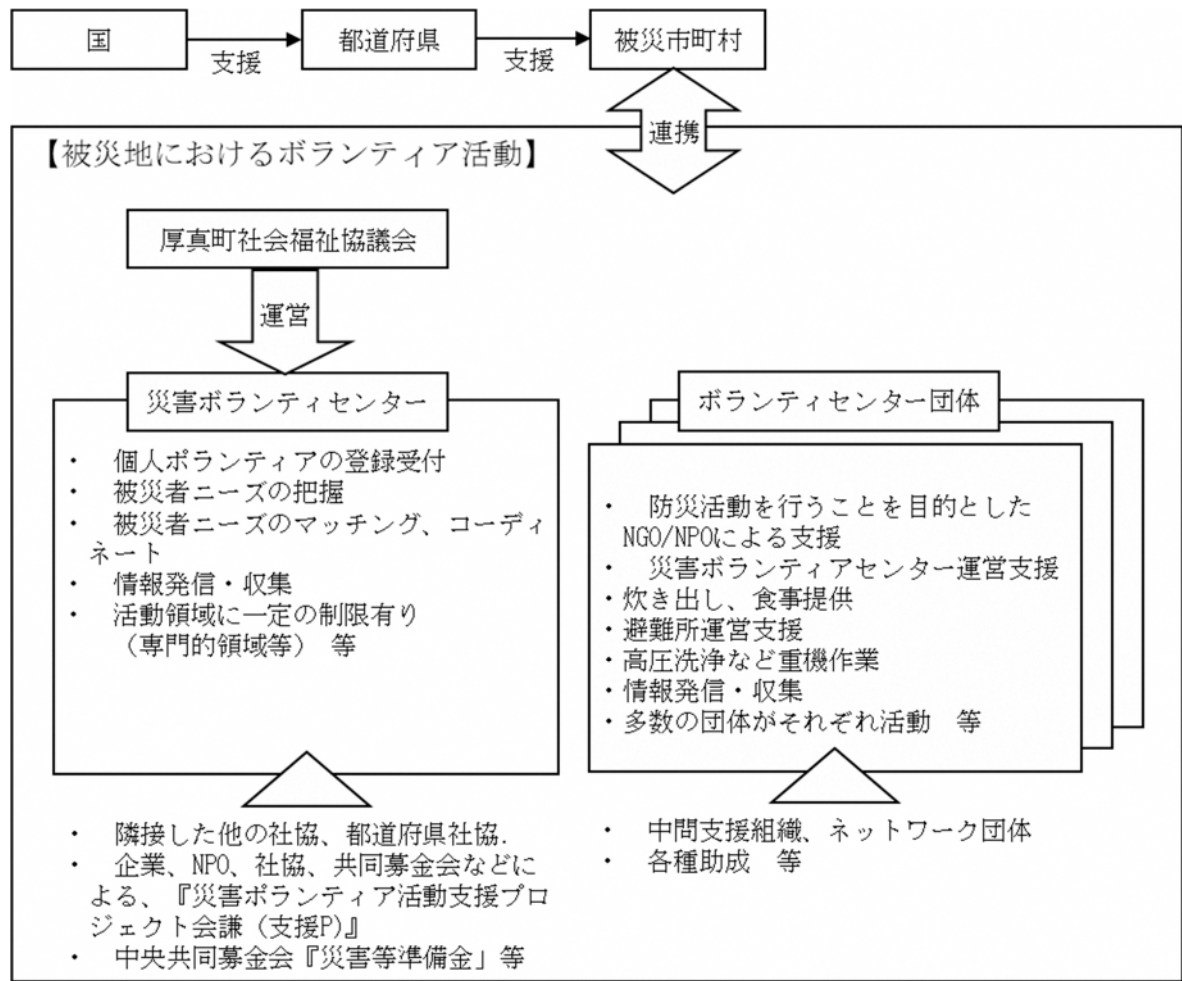 国
支援
都道府県
支援
被災市町村
連携
【被災地におけるボランティア活動】
厚真町社会福祉協議会
運営
災害ボランティセンター
・ 個人ポランティアの登録受付
・ 被災者ニーズの把握
・ 被災者ニーズのマッチング、コーディ
ネート
・ 情報発信・収集
・ 活動領域に一定の制限有り
（専門的領域等） 等
・ 隣接した他の社協、都道府県社協.
・ 企業、NPO、社協、共同募金会などに
よる、『災害ポランティア活動支援プロ
ジェクト会謙（支援P)』
・ 中央共同募金会『災害等準備金」等
ボランティセンター団体
・ 防災活動を行うことを目的とした
NGO/NPOによる支援
・ 災害ボランティアセンター運営支援
・炊き出し、食事提供
・避難所運営支援
・高圧洗浄など重機作業
・情報発信・収集
・多数の団体がそれぞれ活動 等
・ 中間支援組織、ネットワーク団体
・ 各種助成 等